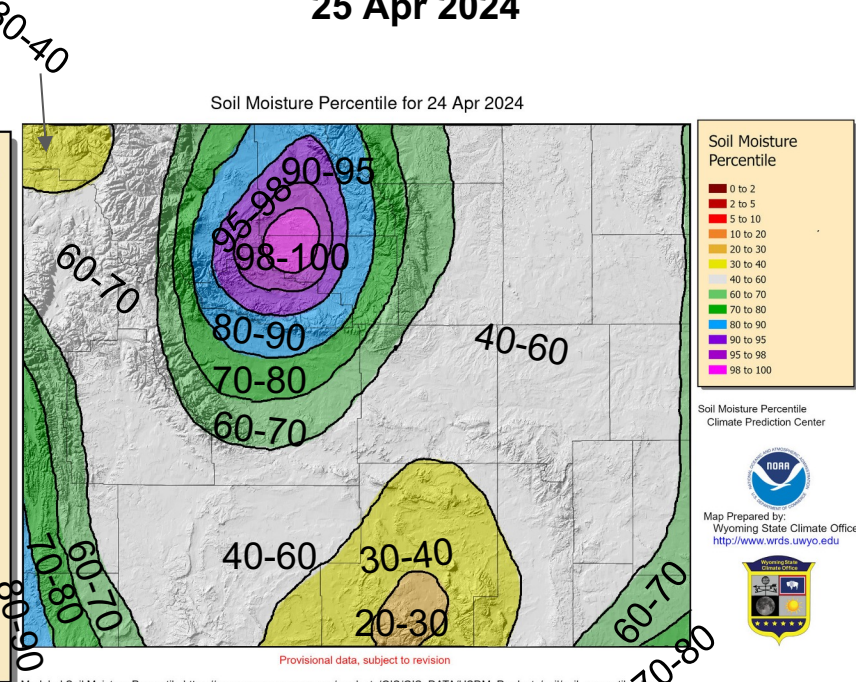 25 Apr 2024
30-40
Soil Moisture Percentile for 24 Apr 2024
90-95
95-98
98-100
60-70
80-90
40-60
70-80
60-70
40-60
30-40
70-80
60-70
20-30
60-70
80-90
70-80
Soil Moisture
Percentile
0 to 2
2 to 5
5 to 10
10 to 20
20 to 30
30 to 40
40 to 60
60 to 70
70 to 80
80 to 90
90 to 95
95 to 98
98 to 100
Soil Moisture Percentile
Climate Prediction Center
NOAA
Map Prepared by:
Wyoming State Climate Office
http://www.wrds.uwyo.edu
Wyoming State
Climate Office
Provisional data, subject to revision